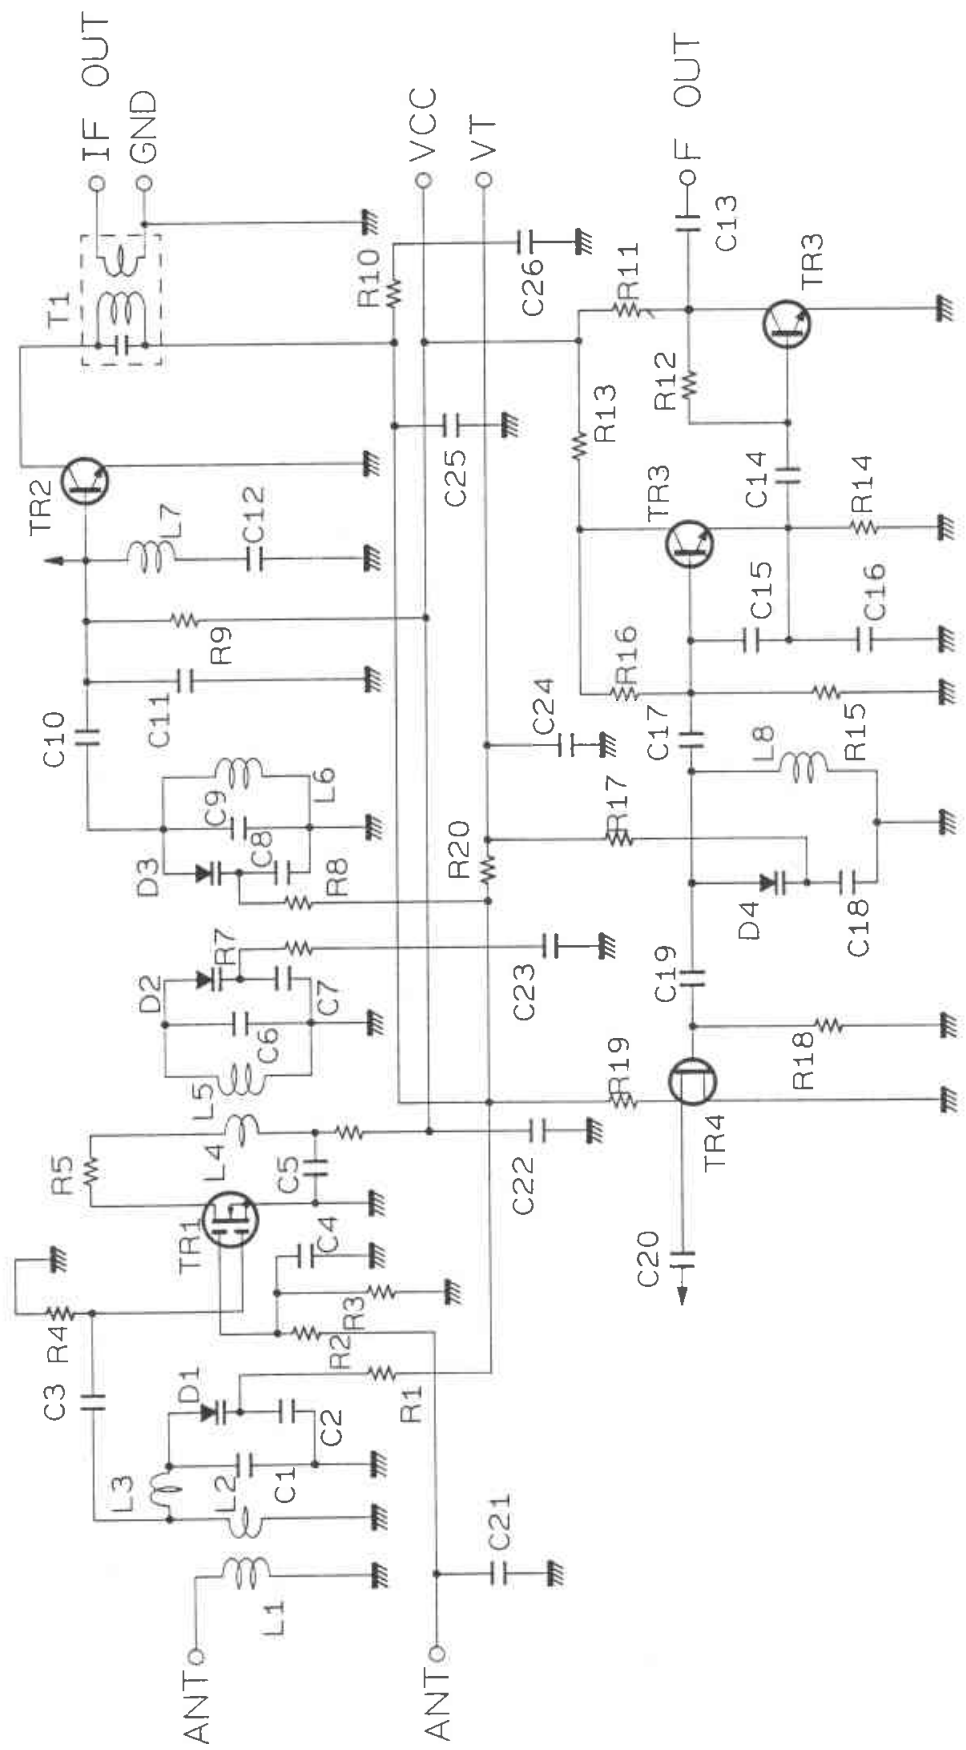 IF OUT
GND
T1
TR2
L7
C12
R9
C10
C11
C9
L6
D3
C8
R8
D2
R7
C7
C6
L5
L4
R5
C5
TR1
C4
R4
R3
R2
C3
D1
C2
R1
L3
L2
C1
L1
ANT
ANT
C21
VCC
VT
R10
C26
C25
C24
R20
C23
C22
R19
F OUT
C13
R11
TR3
R12
R13
C14
R14
TR3
C15
C16
R16
C17
R15
L8
R17
D4
C18
C19
R18
TR4
C20